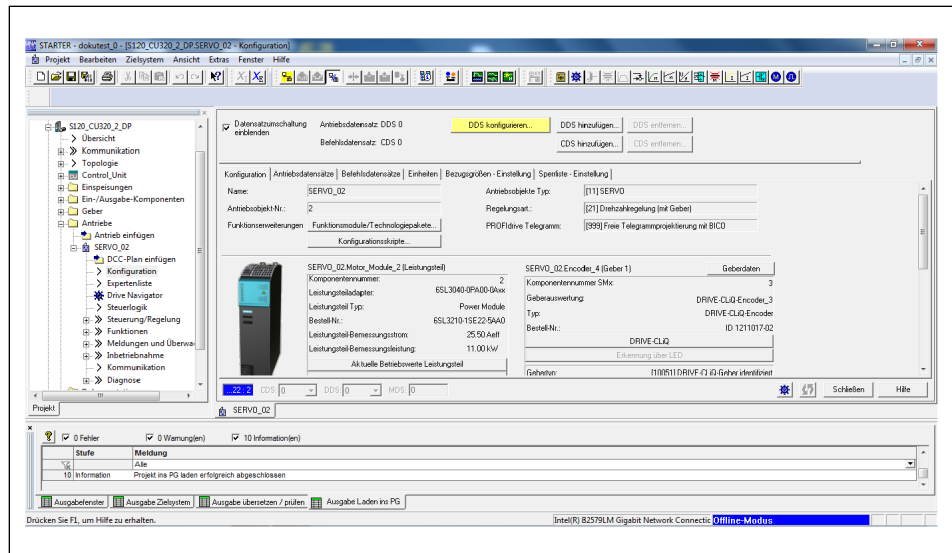 STARTER - dokutest_0 - [S120_CU320_2_DP.SERVO_02 - Konfiguration]
Projekt Bearbeiten Zielsystem Ansicht Extras Fenster Hilfe
S120_CU320_2_DP
Übersicht
Kommunikation
Topologie
Control_Unit
Einspeisungen
Ein-/Ausgabe-Komponenten
Geber
Antriebe
Antrieb einfügen
SERVO_02
DCC-Plan einfügen
Konfiguration
Expertenliste
Drive Navigator
Steuerlogik
Steuerung/Regelung
Funktionen
Meldungen und Überwa
Inbetriebnahme
Kommunikation
Diagnose
Projekt
Datensatzumschaltung einblenden
Antriebsdatensatz: DDS 0
DDS konfigurieren...
DDS hinzufügen...
DDS entfernen...
Befehlsdatensatz: CDS 0
CDS hinzufügen...
CDS entfernen...
Konfiguration Antriebsdatensätze Befehlsdatensätze Einheiten Bezugsgrößen - Einstellung Sperrliste - Einstellung
Name: SERVO_02
Antriebsobjekte Typ: [11] SERVO
Antriebsobjekt-Nr.: 2
Regelungsart.: [21] Drehzahlregelung (mit Geber)
Funktionserweiterungen Funktionsmodule/Technologiepakete...
PROFIdrive Telegramm: [999] Freie Telegrammprojektierung mit BICO
Konfigurationsskripte...
SERVO_02.Motor_Module_2 (Leistungsteil)
Komponentennummer: 2
Leistungsteiladapter: 6SL3040-0PA00-0Axx
Leistungsteil Typ: Power Module
Bestell-Nr.: 6SL3210-1SE22-5AA0
Leistungsteil-Bemessungsstrom: 25.50 Aeff
Leistungsteil-Bemessungsleistung: 11.00 kW
Aktuelle Betriebswerte Leistungsteil
SERVO_02.Encoder_4 (Geber 1)
Geberdaten
Komponentennummer SMx: 3
Geberauswertung: DRIVE-CLiQ-Encoder_3
Typ: DRIVE-CLiQ-Encoder
Bestell-Nr.: ID 1211017-02
DRIVE-CLiQ
Erkennung über LED
Gebertyp: [10051] DRIVE-CLiQ-Geber identifiziert
..22 : 2 CDS: 0 DDS: 0 MDS: 0
Schließen Hilfe
SERVO_02
0 Fehler 0 Warnung(en) 10 Information(en)
Stufe Meldung
Alle
10 Information Projekt ins PG laden erfolgreich abgeschlossen
Ausgabefenster Ausgabe Zielsystem Ausgabe übersetzen / prüfen Ausgabe Laden ins PG
Drücken Sie F1, um Hilfe zu erhalten.
Intel(R) 82579LM Gigabit Network Connectic Offline-Modus